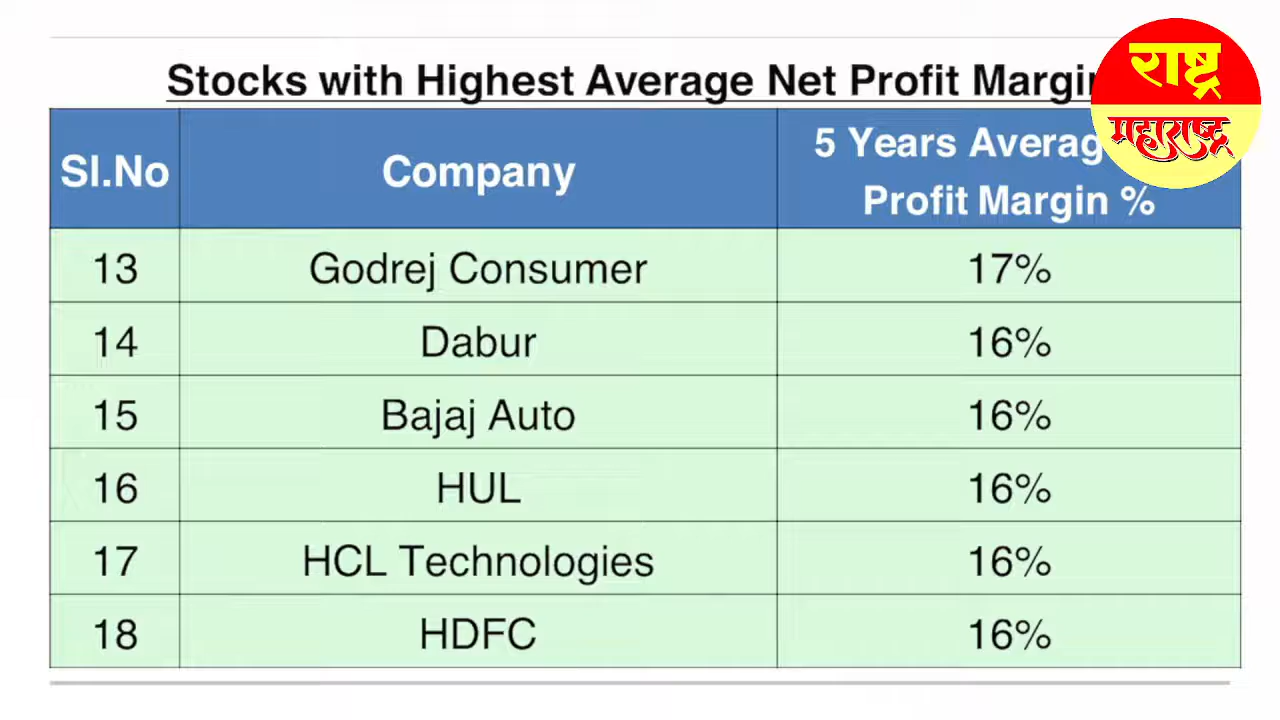 Stocks with Highest Average Net Profit Margin
राष्ट्र
महाराष्ट्र
Sl.No Company 5 Years Average
Profit Margin %
13 Godrej Consumer 17%
14 Dabur 16%
15 Bajaj Auto 16%
16 HUL 16%
17 HCL Technologies 16%
18 HDFC 16%